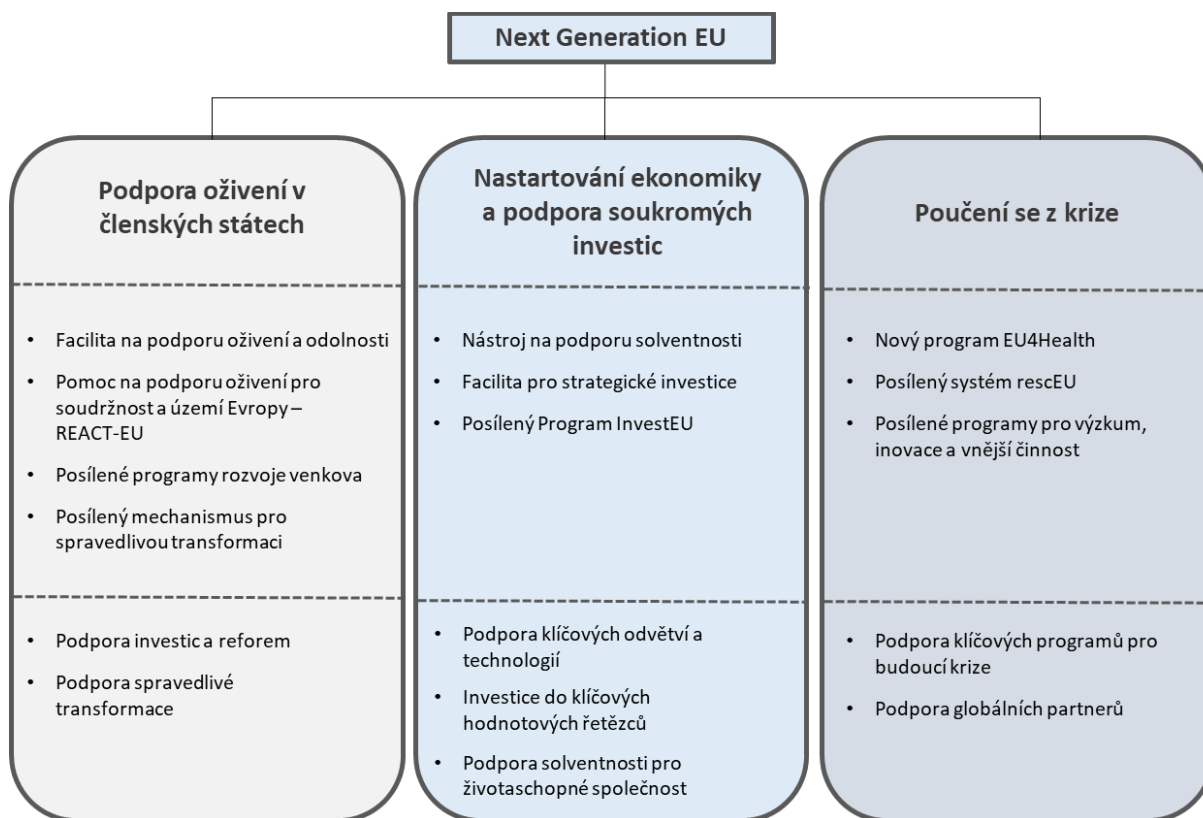 Next Generation EU
Podpora oživení v
členských státech
• Facilita na podporu oživení a odolnosti
• Pomoc na podporu oživení pro
soudržnost a území Evropy –
REACT-EU
• Posílené programy rozvoje venkova
• Posílený mechanismus pro
spravedlivou transformaci
• Podpora investic a reforem
• Podpora spravedlivé
transformace
Nastartování ekonomiky
a podpora soukromých
investic
• Nástroj na podporu solventnosti
• Facilita pro strategické investice
• Posílený Program InvestEU
• Podpora klíčových odvětví a
technologií
• Investice do klíčových
hodnotových řetězců
• Podpora solventnosti pro
životaschopné společnost
Poučení se z krize
• Nový program EU4Health
• Posílený systém rescEU
• Posílené programy pro výzkum,
inovace a vnější činnost
• Podpora klíčových programů pro
budoucí krize
• Podpora globálních partnerů